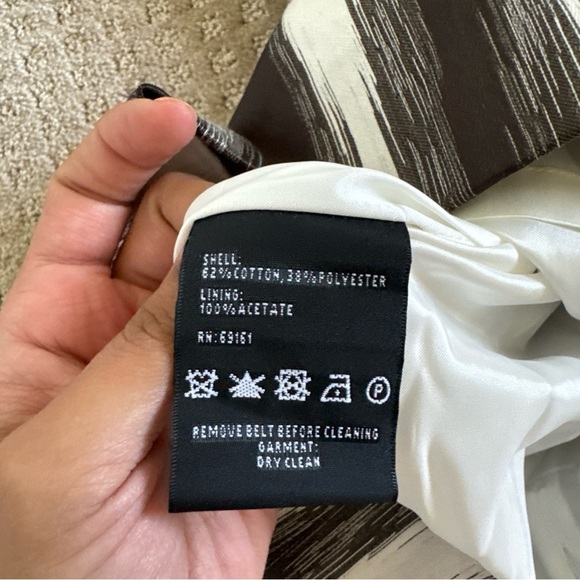 SHELL:
62%COTTON, 38%POLYESTER
LINING:
100%ACETATE
RN: 69161
P
REMOVE BELT BEFORE CLEANING
GARMENT:
DRY CLEAN